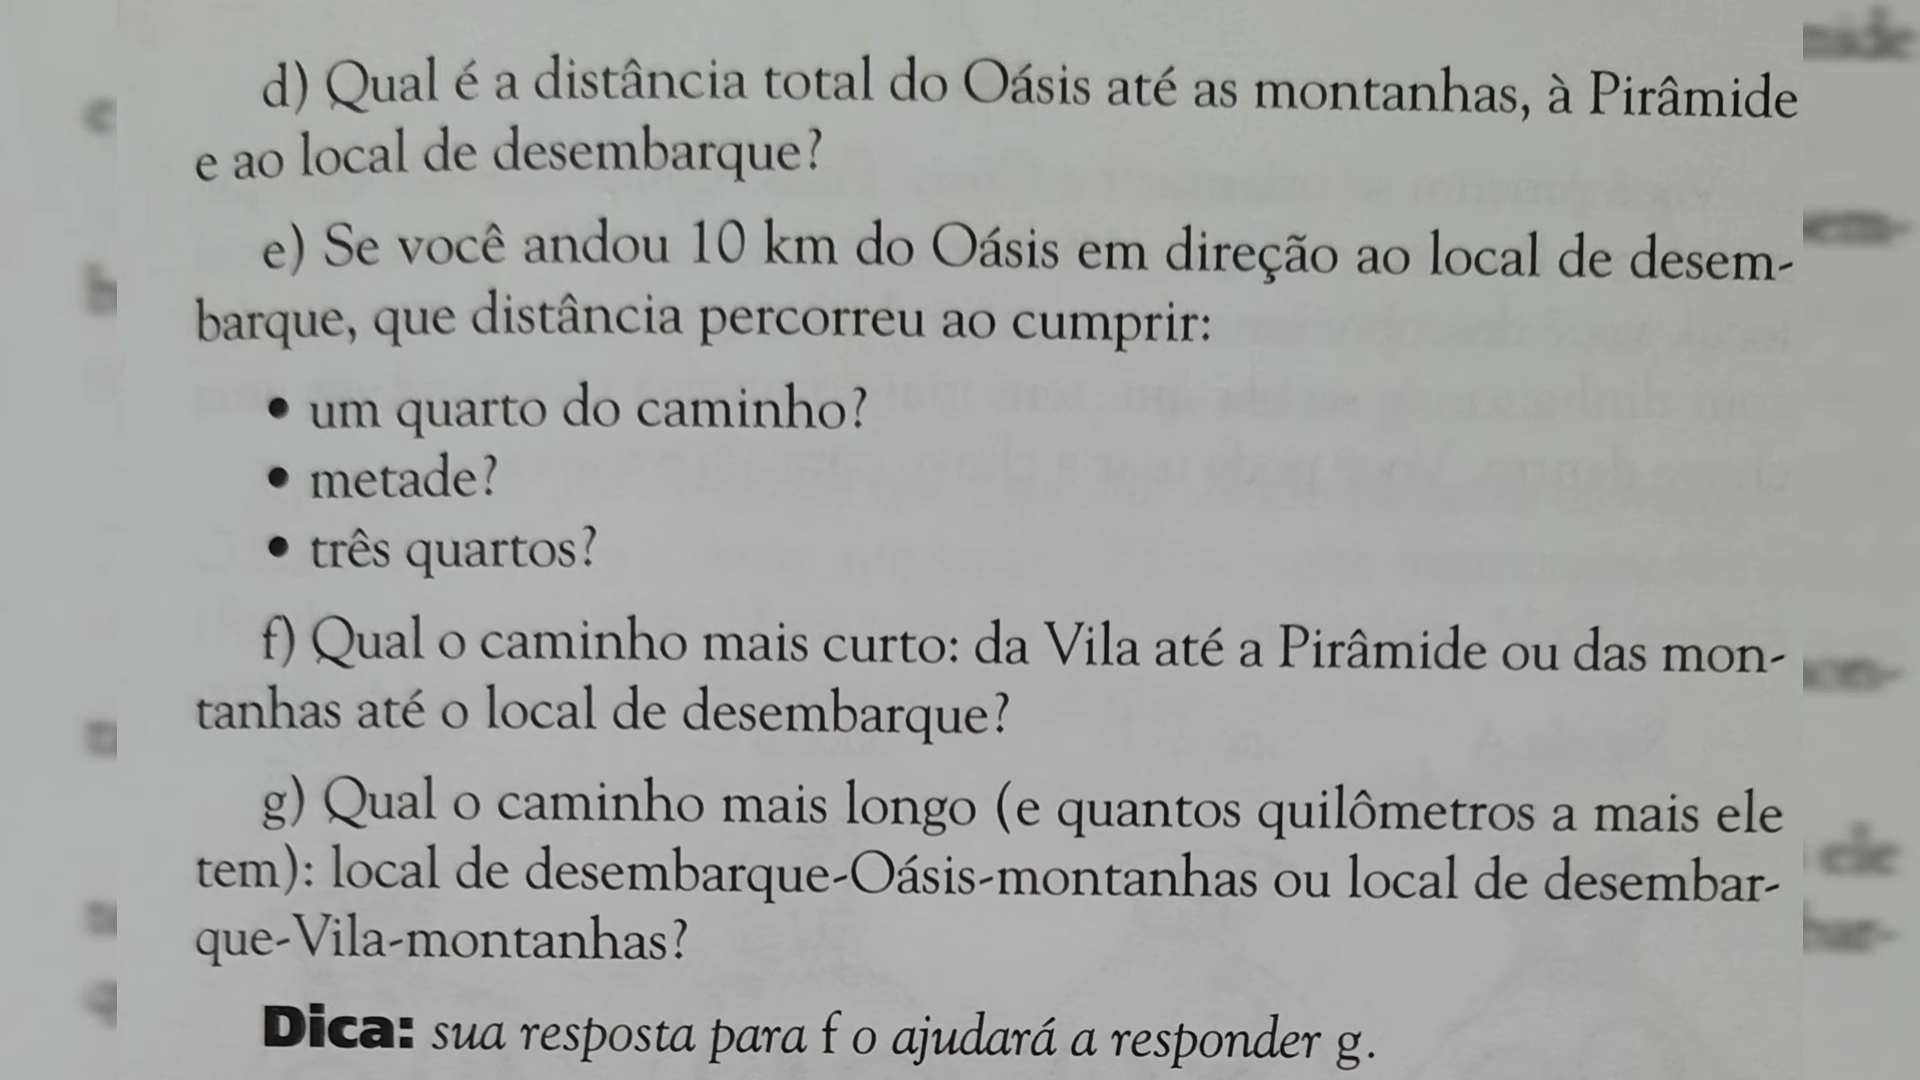 d) Qual é a distância total do Oásis até as montanhas, à Pirâmide
e ao local de desembarque?
e) Se você andou 10 km do Oásis em direção ao local de desem-
barque, que distância percorreu ao cumprir:
• um quarto do caminho?
• metade?
• três quartos?
f) Qual o caminho mais curto: da Vila até a Pirâmide ou das mon-
tanhas até o local de desembarque?
g) Qual o caminho mais longo (e quantos quilômetros a mais ele
tem): local de desembarque-Oásis-montanhas ou local de desembar-
que-Vila-montanhas?
Dica: sua resposta para f o ajudará a responder g.